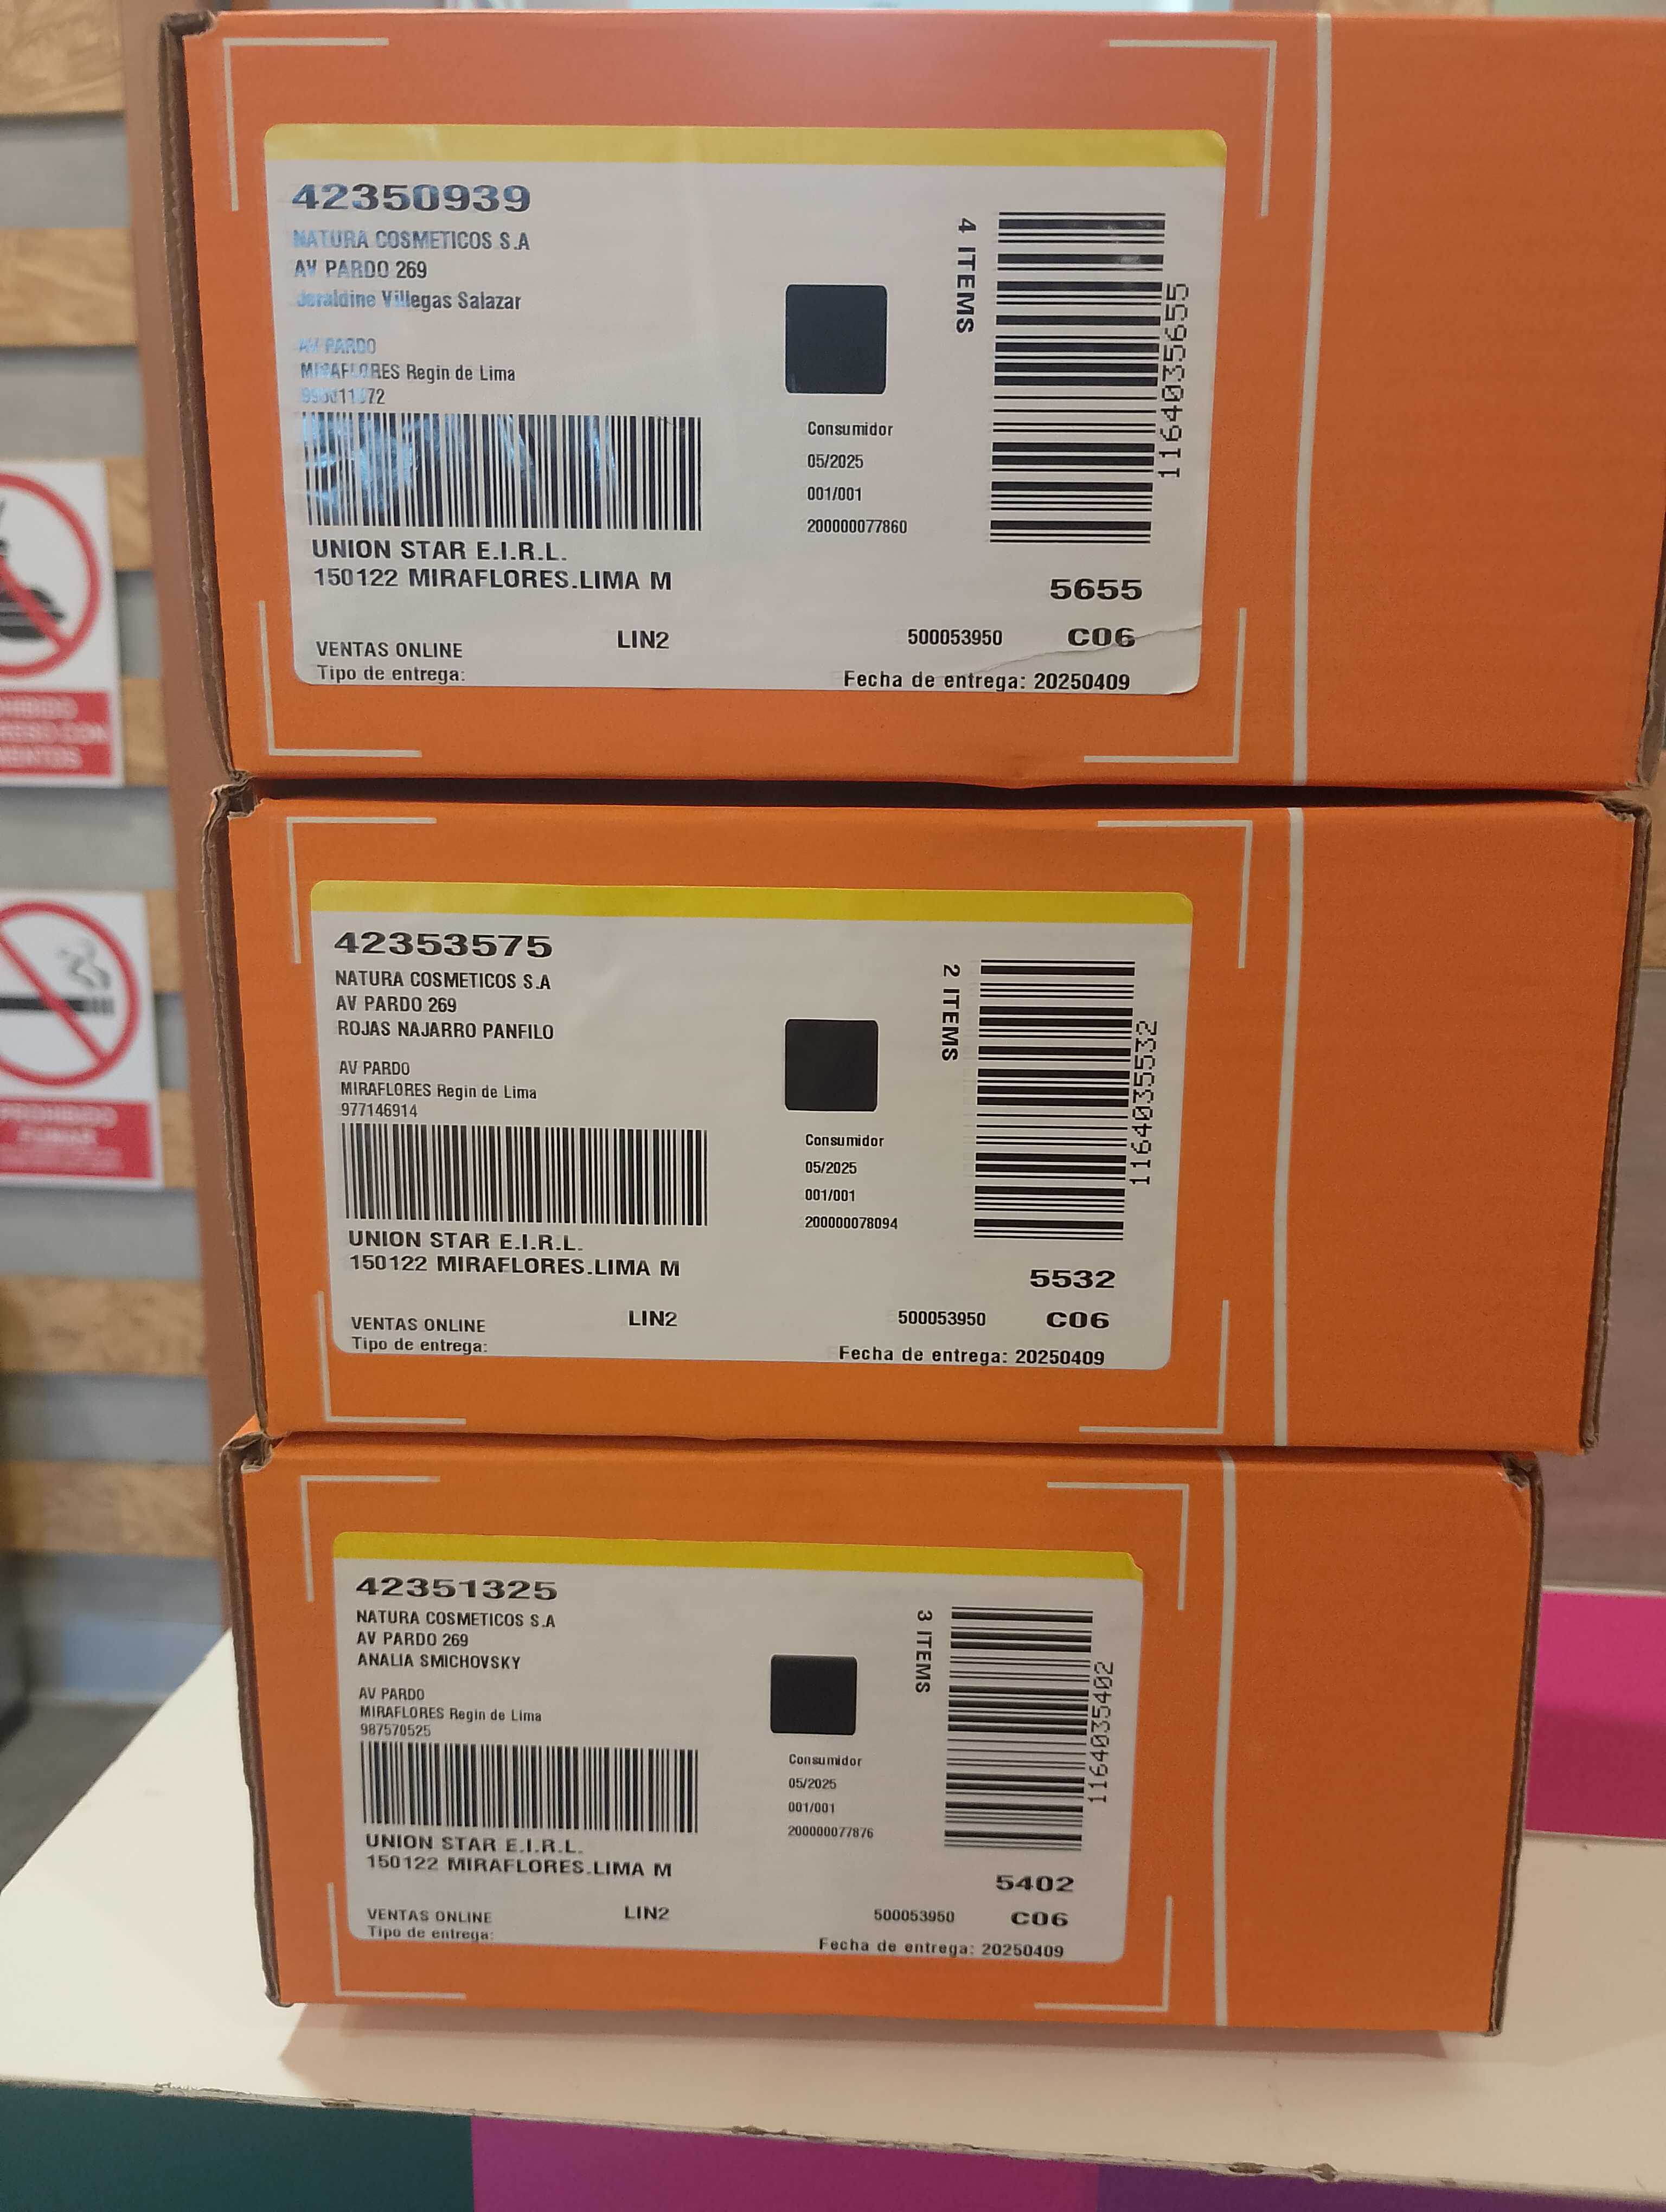 42350939
NATURA COSMETICOS S.A
AV PARDO 269
Jeraldine Villegas Salazar
AV PARDO
MIRAFLORES Regin de Lima
UNION STAR E.I.R.L.
150122 MIRAFLORES.LIMA M
VENTAS ONLINE
Tipo de entrega:
LIN2
Consumidor
05/2025
001/001
200000077860
4 ITEMS
1164035655
5655
500053950 C06
Fecha de entrega: 20250409
42353575
NATURA COSMETICOS S.A
AV PARDO 269
ROJAS NAJARRO PANFILO
AV PARDO
MIRAFLORES Regin de Lima
977146914
UNION STAR E.I.R.L.
150122 MIRAFLORES.LIMA M
VENTAS ONLINE
Tipo de entrega:
LIN2
Consumidor
05/2025
001/001
200000078094
2 ITEMS
1164035532
5532
500053950 C06
Fecha de entrega: 20250409
42351325
NATURA COSMETICOS S.A
AV PARDO 269
ANALIA SMICHOVSKY
AV PARDO
MIRAFLORES Regin de Lima
987570525
UNION STAR E.I.R.L.
150122 MIRAFLORES.LIMA M
VENTAS ONLINE
Tipo de entrega:
LIN2
Consumidor
05/2025
001/001
200000077876
3 ITEMS
1164035402
5402
500053950 C06
Fecha de entrega: 20250409
PROHIBIDO
FUMAR